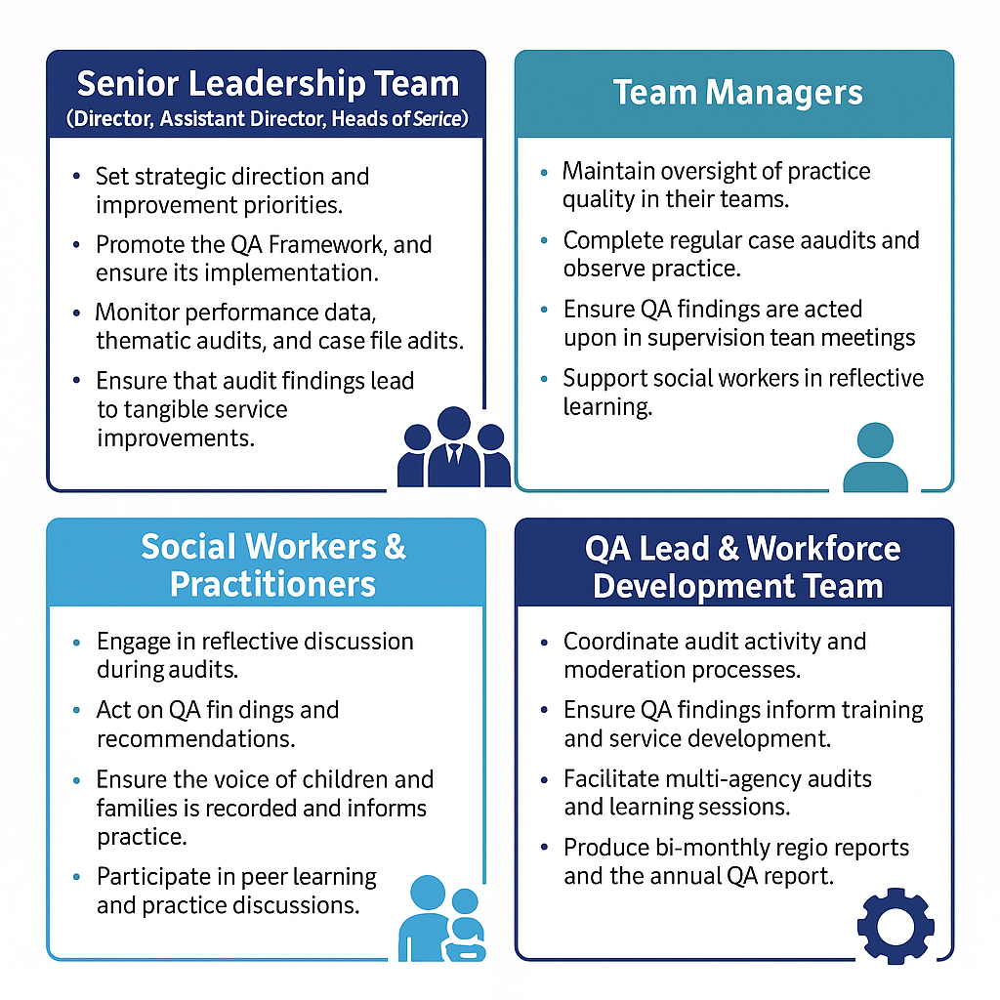 Senior Leadership Team
(Director, Assistant Director, Heads of Serice)
• Set strategic direction and
improvement priorities.
• Promote the QA Framework, and
ensure its implementation.
• Monitor performance data,
thematic audits, and case file adits.
• Ensure that audit findings lead
to tangible service
improvements.
Team Managers
• Maintain oversight of practice
quality in their teams.
• Complete regular case aaudits and
observe practice.
• Ensure QA findings are acted
upon in supervision tean meetings
• Support social workers in reflective
learning.
Social Workers &
Practitioners
• Engage in reflective discussion
during audits.
• Act on QA fin dings and
recommendations.
• Ensure the voice of children and
families is recorded and informs
practice.
• Participate in peer learning
and practice discussions.
QA Lead & Workforce
Development Team
• Coordinate audit activity and
moderation processes.
• Ensure QA findings inform training
and service development.
• Facilitate multi-agency audits
and learning sessions.
• Produce bi-monthly regio reports
and the annual QA report.